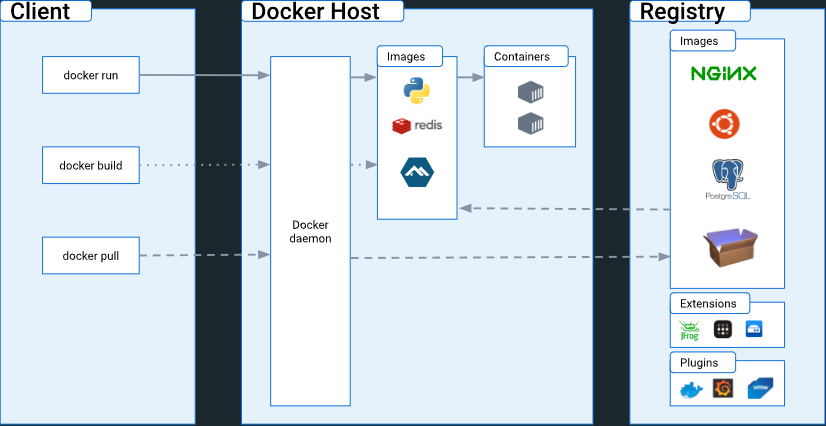 Client
docker run
docker build
docker pull
Docker Host
Docker
daemon
Images
redis
Containers
Registry
Images
NGINX
PostgreSQL
Extensions
JFrog
Plugins